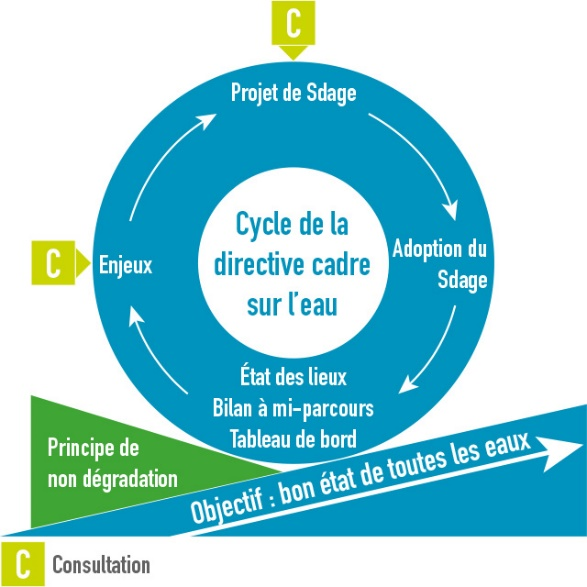 C
Projet de Sdage
Cycle de la
directive cadre
sur l'eau
Adoption du
Sdage
C
Enjeux
État des lieux
Bilan à mi-parcours
Tableau de bord
Principe de
non dégradation
Objectif : bon état de toutes les eaux
C Consultation